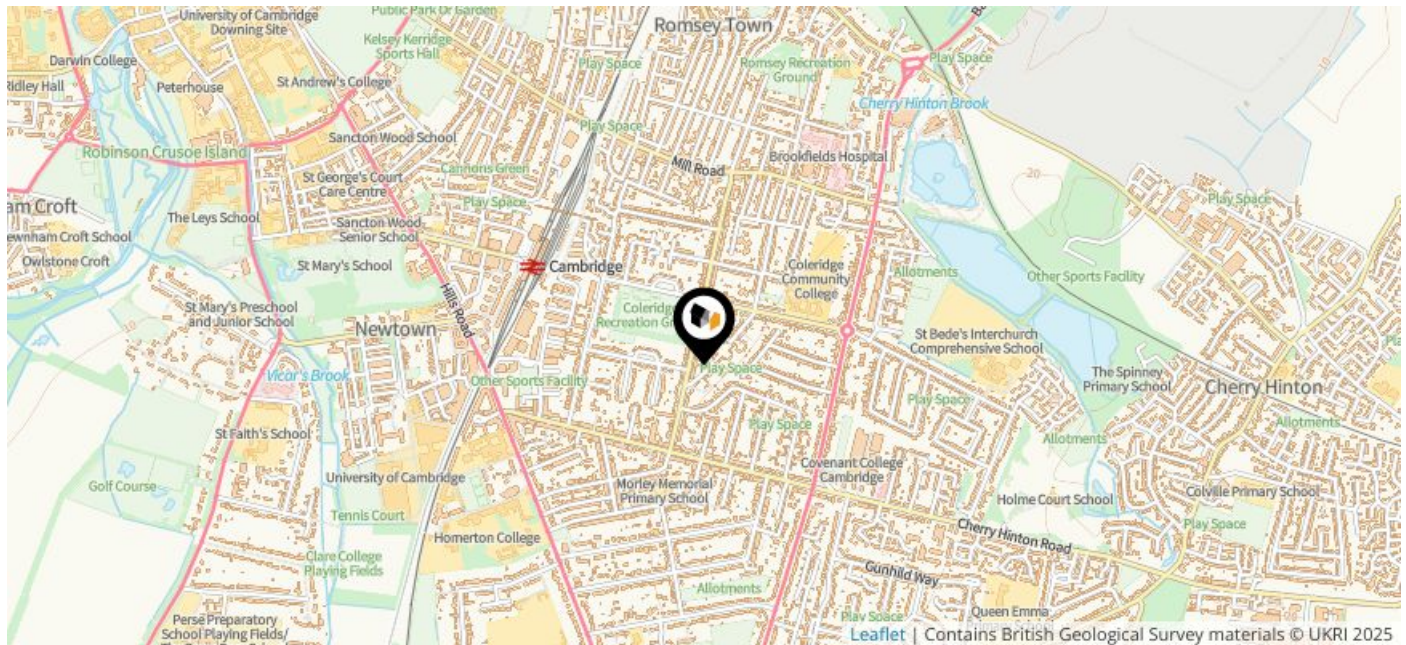 University of Cambridge
Downing Site
Public Park Or Garden
Romsey Town
Kelsey Kerridge
Sports Hall
Darwin College
Play Space
Romsey Recreation
Ground
Play Space
Ridley Hall
Peterhouse
St Andrew's College
Cherry Hinton Brook
Sancton Wood School
Play Space
Robinson Crusoe Island
Cannons Green
Mill Road
Brookfields Hospital
St George's Court
Care Centre
Play Space
Play Space
am Croft
The Leys School
Sancton Wood
Senior School
ewnham Croft School
Owlstone Croft
St Mary's School
Cambridge
Coleridge
Community
College
Allotments
Other Sports Facility
St Mary's Preschool
and Junior School
Newtown
Hills Road
Coleridge
Recreation Gr
St Bede's Interchurch
Comprehensive School
Vicar's Brook
Other Sports Facility
Play Space
The Spinney
Primary School
Cherry Hinton
Play Space
St Faith's School
Play Space
Allotments
Allotments
University of Cambridge
Covenant College
Cambridge
Golf Course
Morley Memorial
Primary School
Holme Court School
Colville Primary School
Tennis Court
Homerton College
Cherry Hinton Road
Play Space
Clare College
Playing Fields
Gunhild Way
Allotments
Perse Preparatory
School Playing Fields/
Play Space
Queen Emma
Leaflet | Contains British Geological Survey materials © UKRI 2025